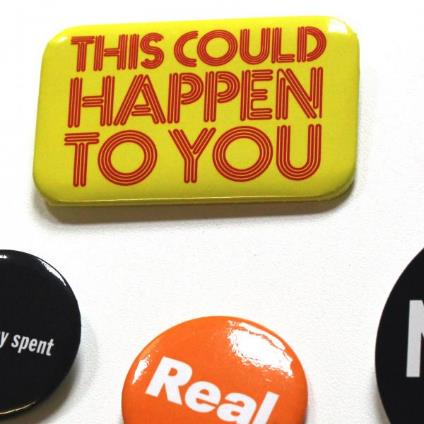 THIS COULD
HAPPEN
TO YOU
y spent
Real